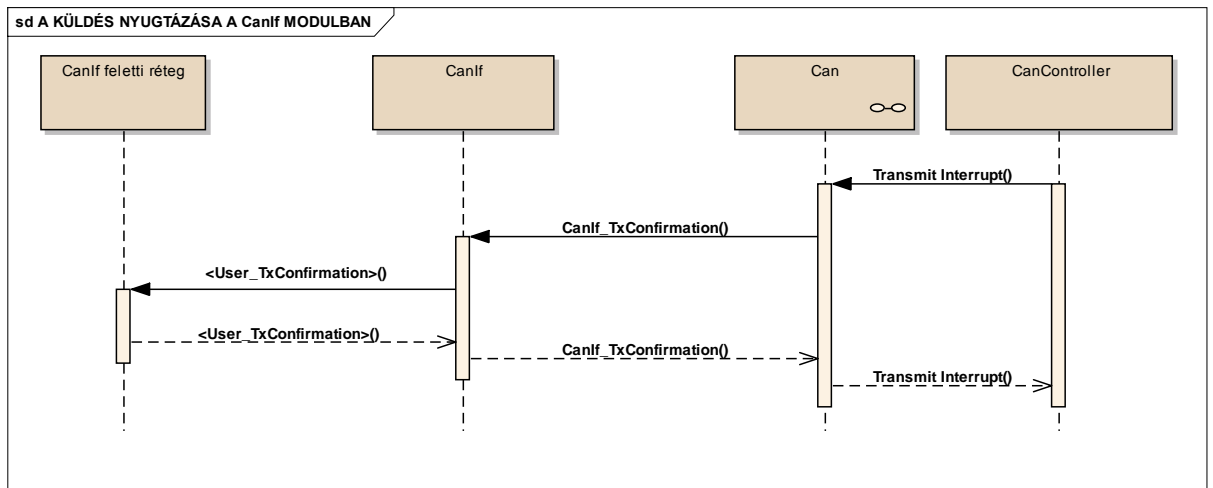 sd A KÜLDÉS NYUGTÁZÁSA A CanIf MODULBAN
CanIf feletti réteg
CanIf
Can
CanController
Transmit Interrupt()
CanIf_TxConfirmation()
<User_TxConfirmation>()
<User_TxConfirmation>()
CanIf_TxConfirmation()
Transmit Interrupt()